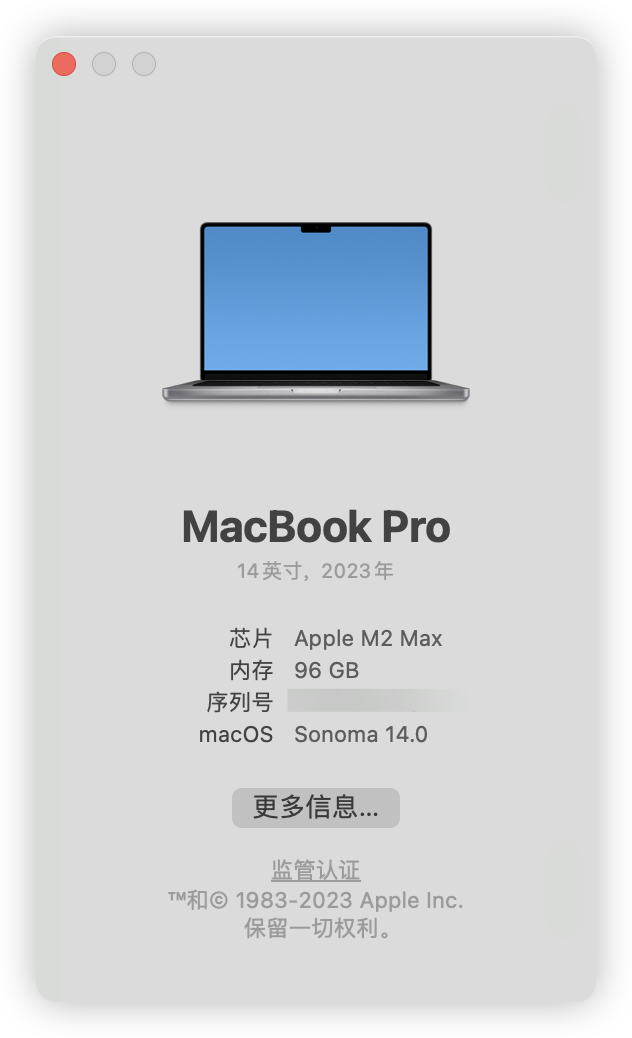 MacBook Pro
14英寸，2023年
芯片 Apple M2 Max
内存 96 GB
序列号
macOS Sonoma 14.0
更多信息...
监管认证
™和© 1983-2023 Apple Inc.
保留一切权利。